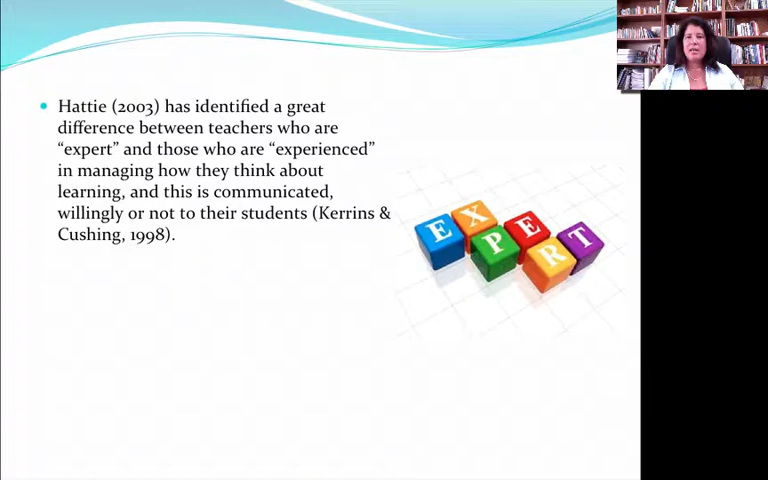 Hattie (2003) has identified a great
difference between teachers who are
“expert” and those who are “experienced”
in managing how they think about
learning, and this is communicated,
willingly or not to their students (Kerrins &
Cushing, 1998).
EXPERT